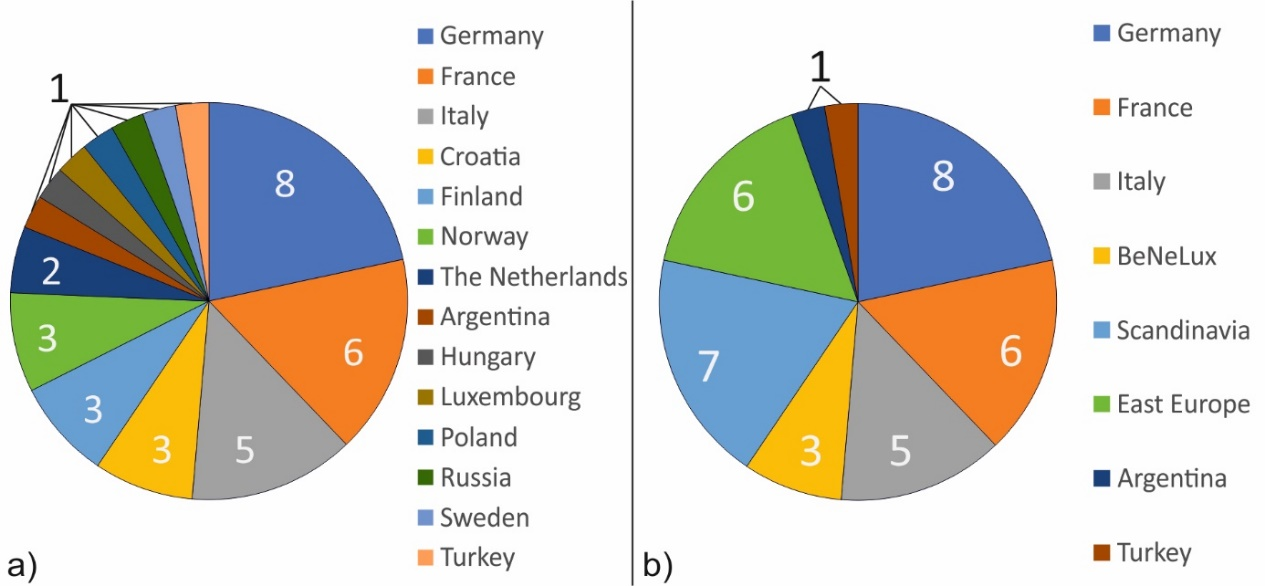 1
8
6
5
3
3
3
2
Germany
France
Italy
Croatia
Finland
Norway
The Netherlands
Argentina
Hungary
Luxembourg
Poland
Russia
Sweden
Turkey
a)
1
8
6
5
3
7
6
Germany
France
Italy
BeNeLux
Scandinavia
East Europe
Argentina
Turkey
b)